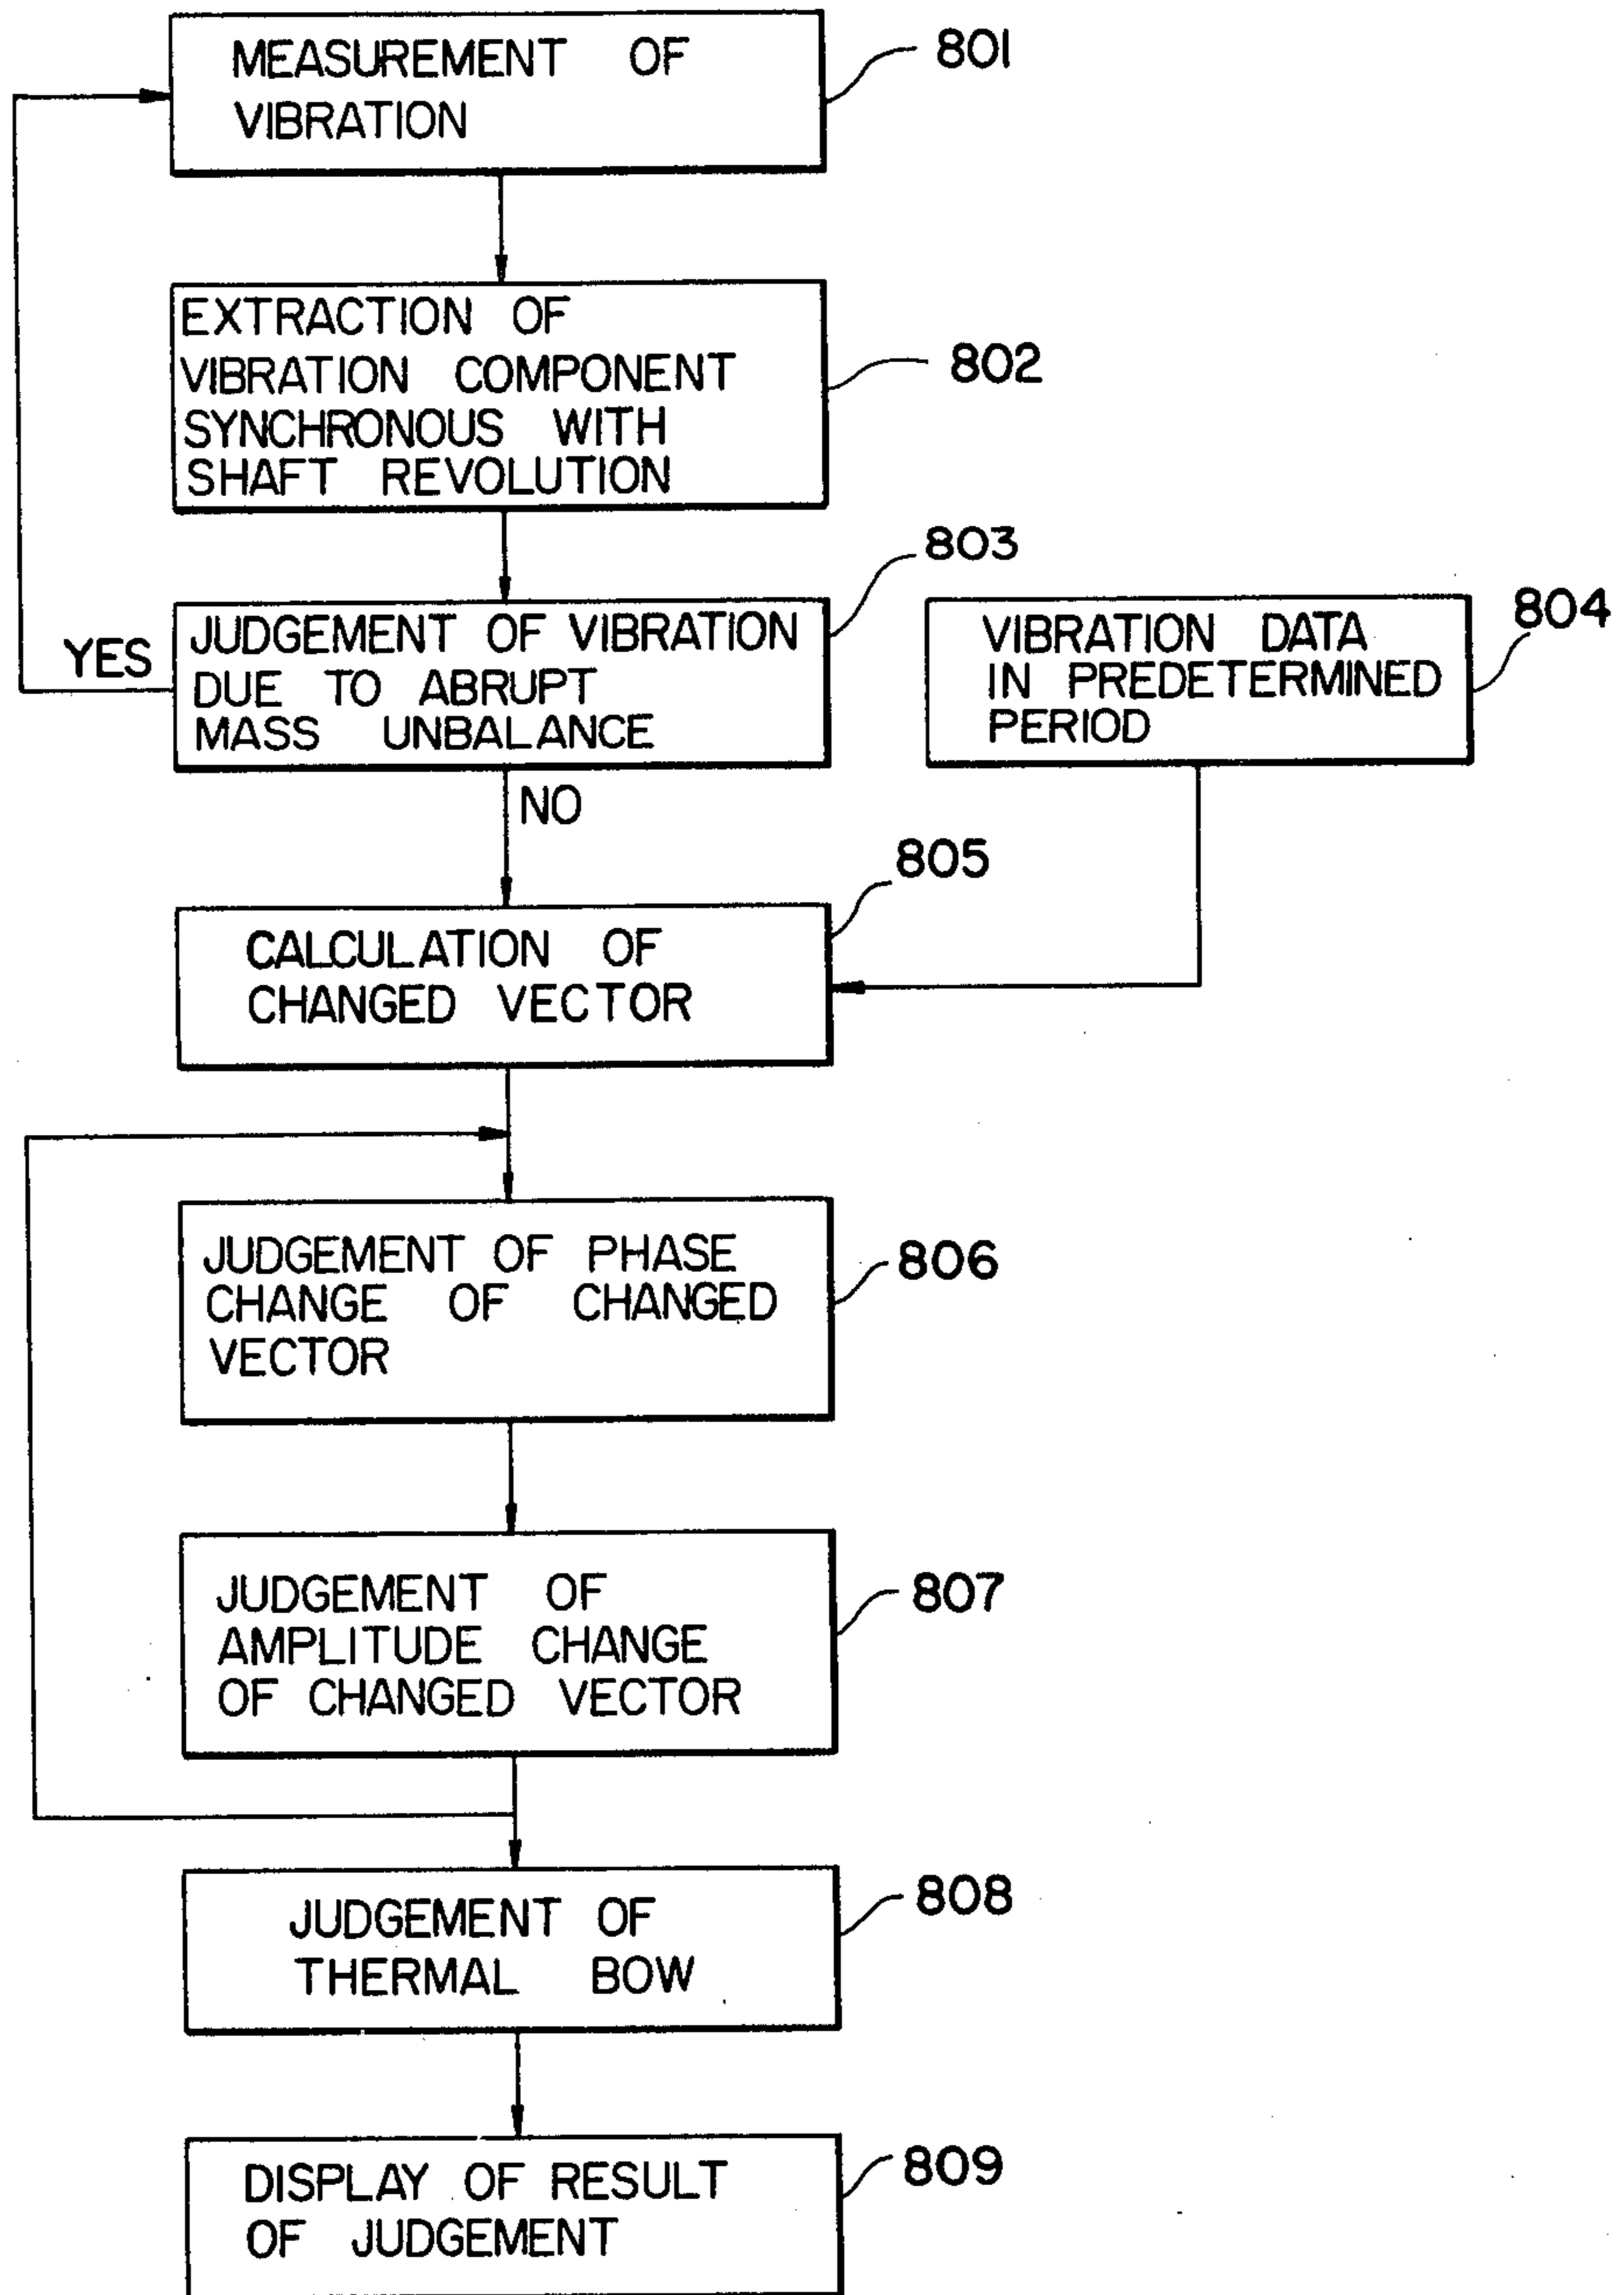 MEASUREMENT OF
VIBRATION
801
EXTRACTION OF
VIBRATION COMPONENT
SYNCHRONOUS WITH
SHAFT REVOLUTION
802
803
JUDGEMENT OF VIBRATION
DUE TO ABRUPT
MASS UNBALANCE
YES
NO
804
VIBRATION DATA
IN PREDETERMINED
PERIOD
805
CALCULATION OF
CHANGED VECTOR
JUDGEMENT OF PHASE
CHANGE OF CHANGED
VECTOR
806
JUDGEMENT OF
AMPLITUDE CHANGE
OF CHANGED VECTOR
807
JUDGEMENT OF
THERMAL BOW
808
DISPLAY OF RESULT
OF JUDGEMENT
809